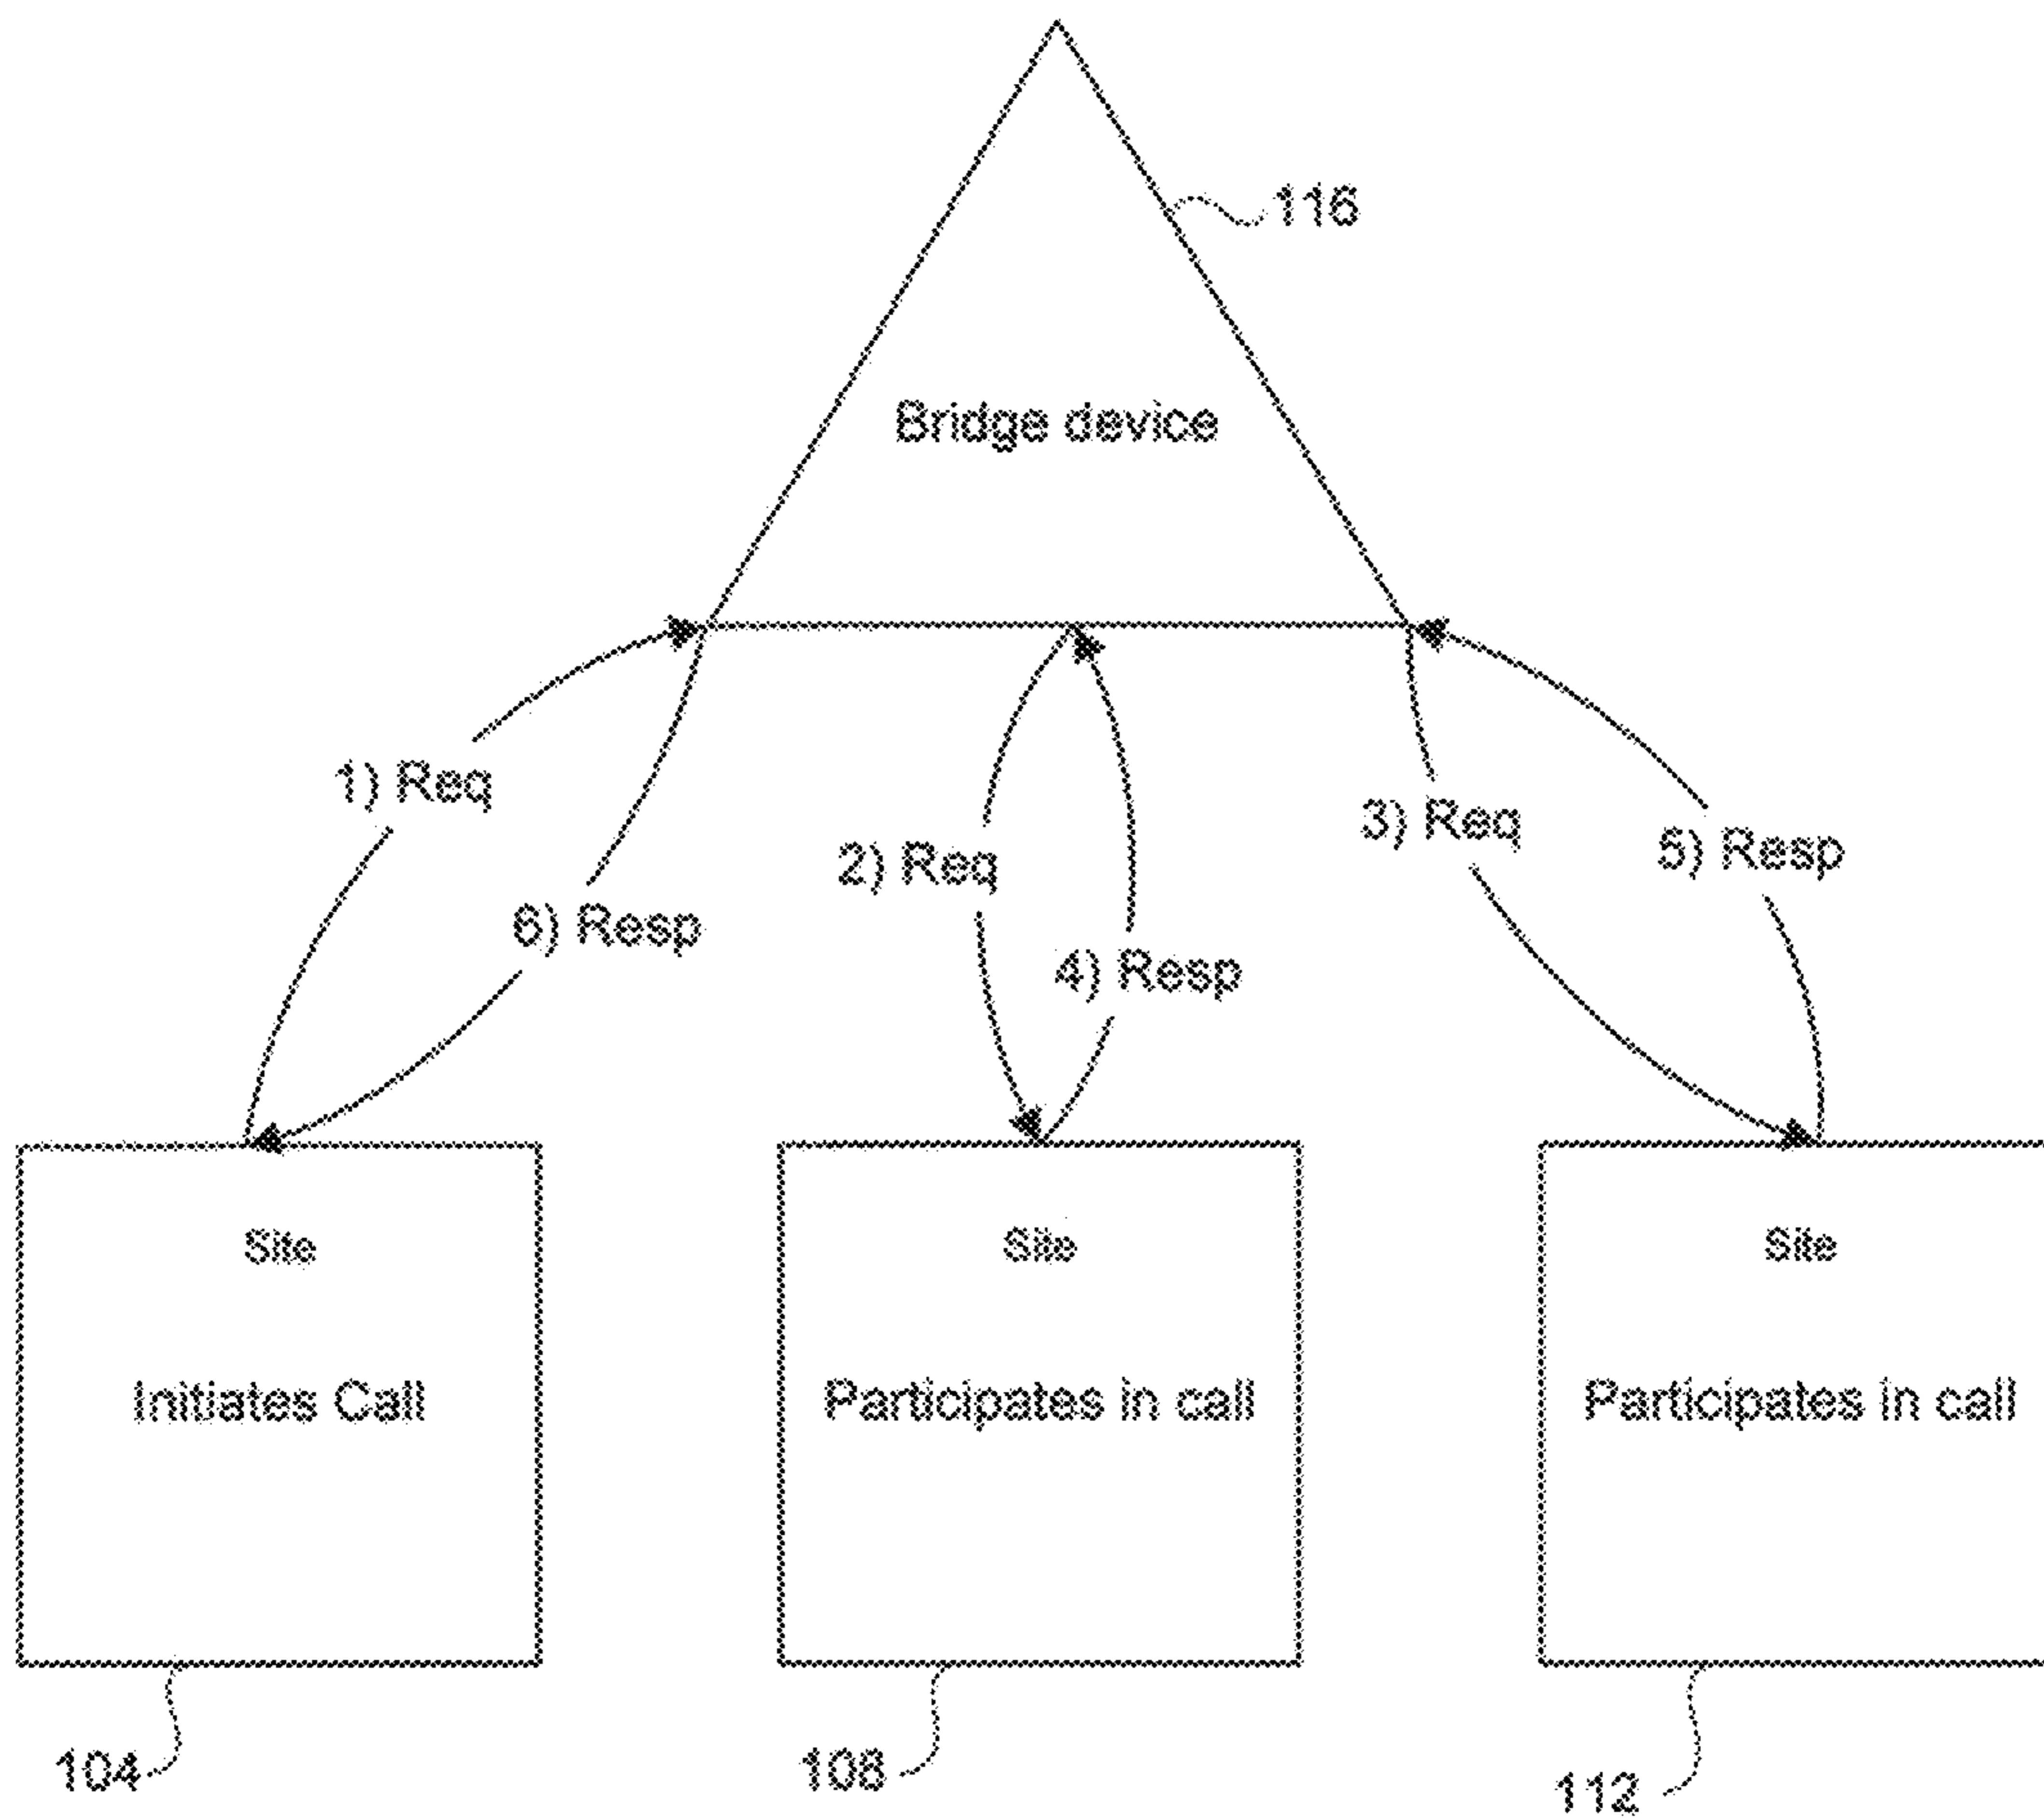 116
Bridge device
1) Req
3) Req
5) Resp
2) Req
6) Resp
4) Resp
Site
Initiates Call
Site
Participates in call
Site
Participates in call
104
108
112